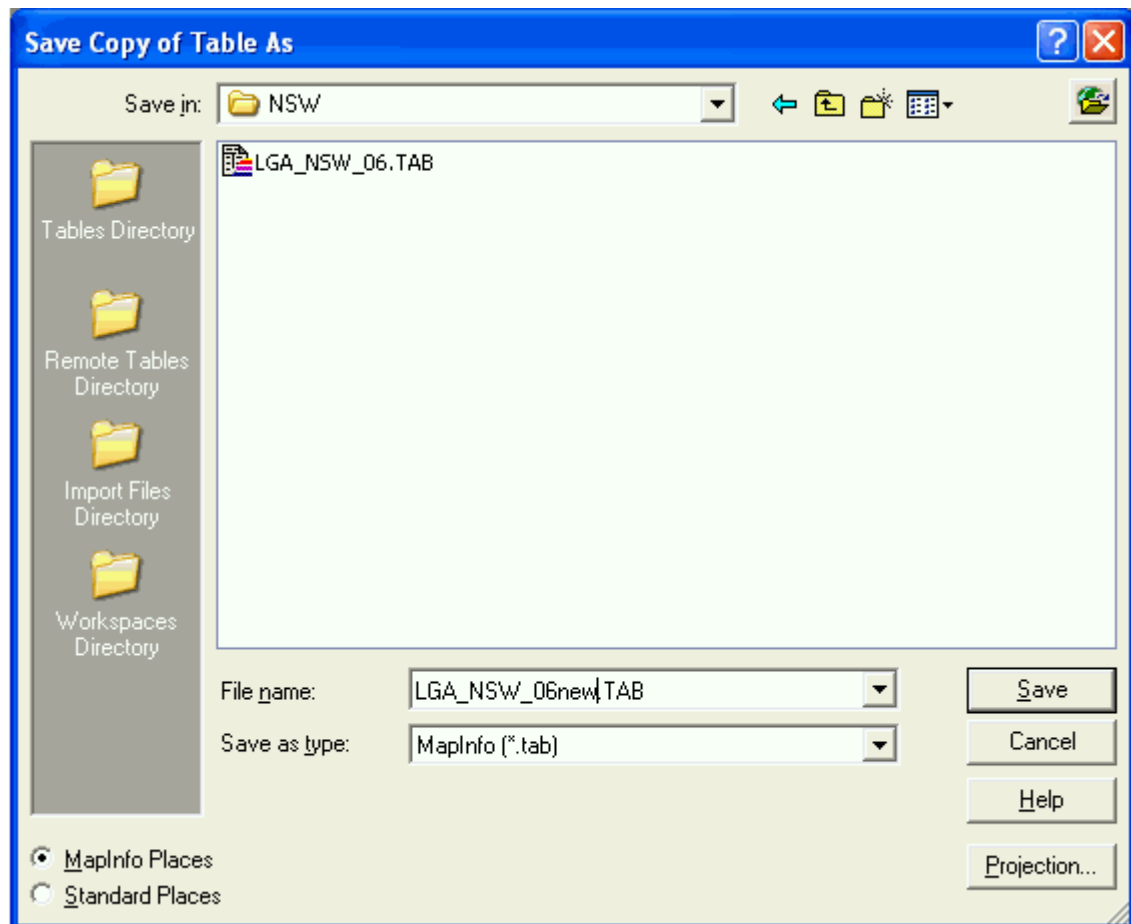 Save Copy of Table As
Save in:
NSW
LGA_NSW_06.TAB
Tables Directory
Remote Tables
Directory
Import Files
Directory
Workspaces
Directory
File name:
LGA_NSW_06new.TAB
Save
Save as type:
MapInfo (*.tab)
Cancel
Help
MapInfo Places
Projection...
Standard Places